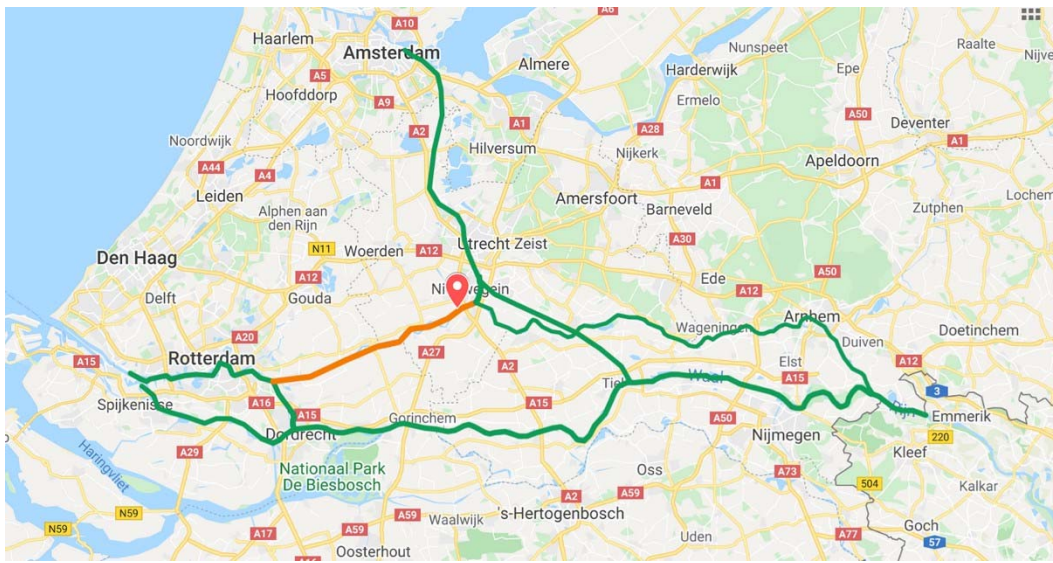 A10
A6
Haarlem
Amsterdam
Almere
Nunspeet
Epe
Raalte
Nijve
A5
Hoofddorp
A9
A2
A1
Harderwijk
Ermelo
A50
Deventer
A1
Noordwijk
Hilversum
Nijkerk
A28
Apeldoorn
A44
A4
Leiden
Amersfoort
A1
Barneveld
Lochem
Zutphen
Alphen aan
den Rijn
N11
Woerden
A12
Utrecht Zeist
A30
Den Haag
A12
Delft
Gouda
Ede
A12
A50
Arnhem
Doetinchem
A20
Wageningen
Duiven
A15
Rotterdam
A27
A2
Elst
A12
3
Spijkenisse
A16
A15
Gorinchem
A15
Tiel
Waal
A15
Rijn
Emmerik
Dordrecht
A50
Nijmegen
220
Kleef
Haringvliet
A29
Nationaal Park
De Biesbosch
Oss
A73
504
Kalkar
N59
N59
A17
A59
Waalwijk
A59
A2
A59
's-Hertogenbosch
Uden
A77
Goch
57
Oosterhout